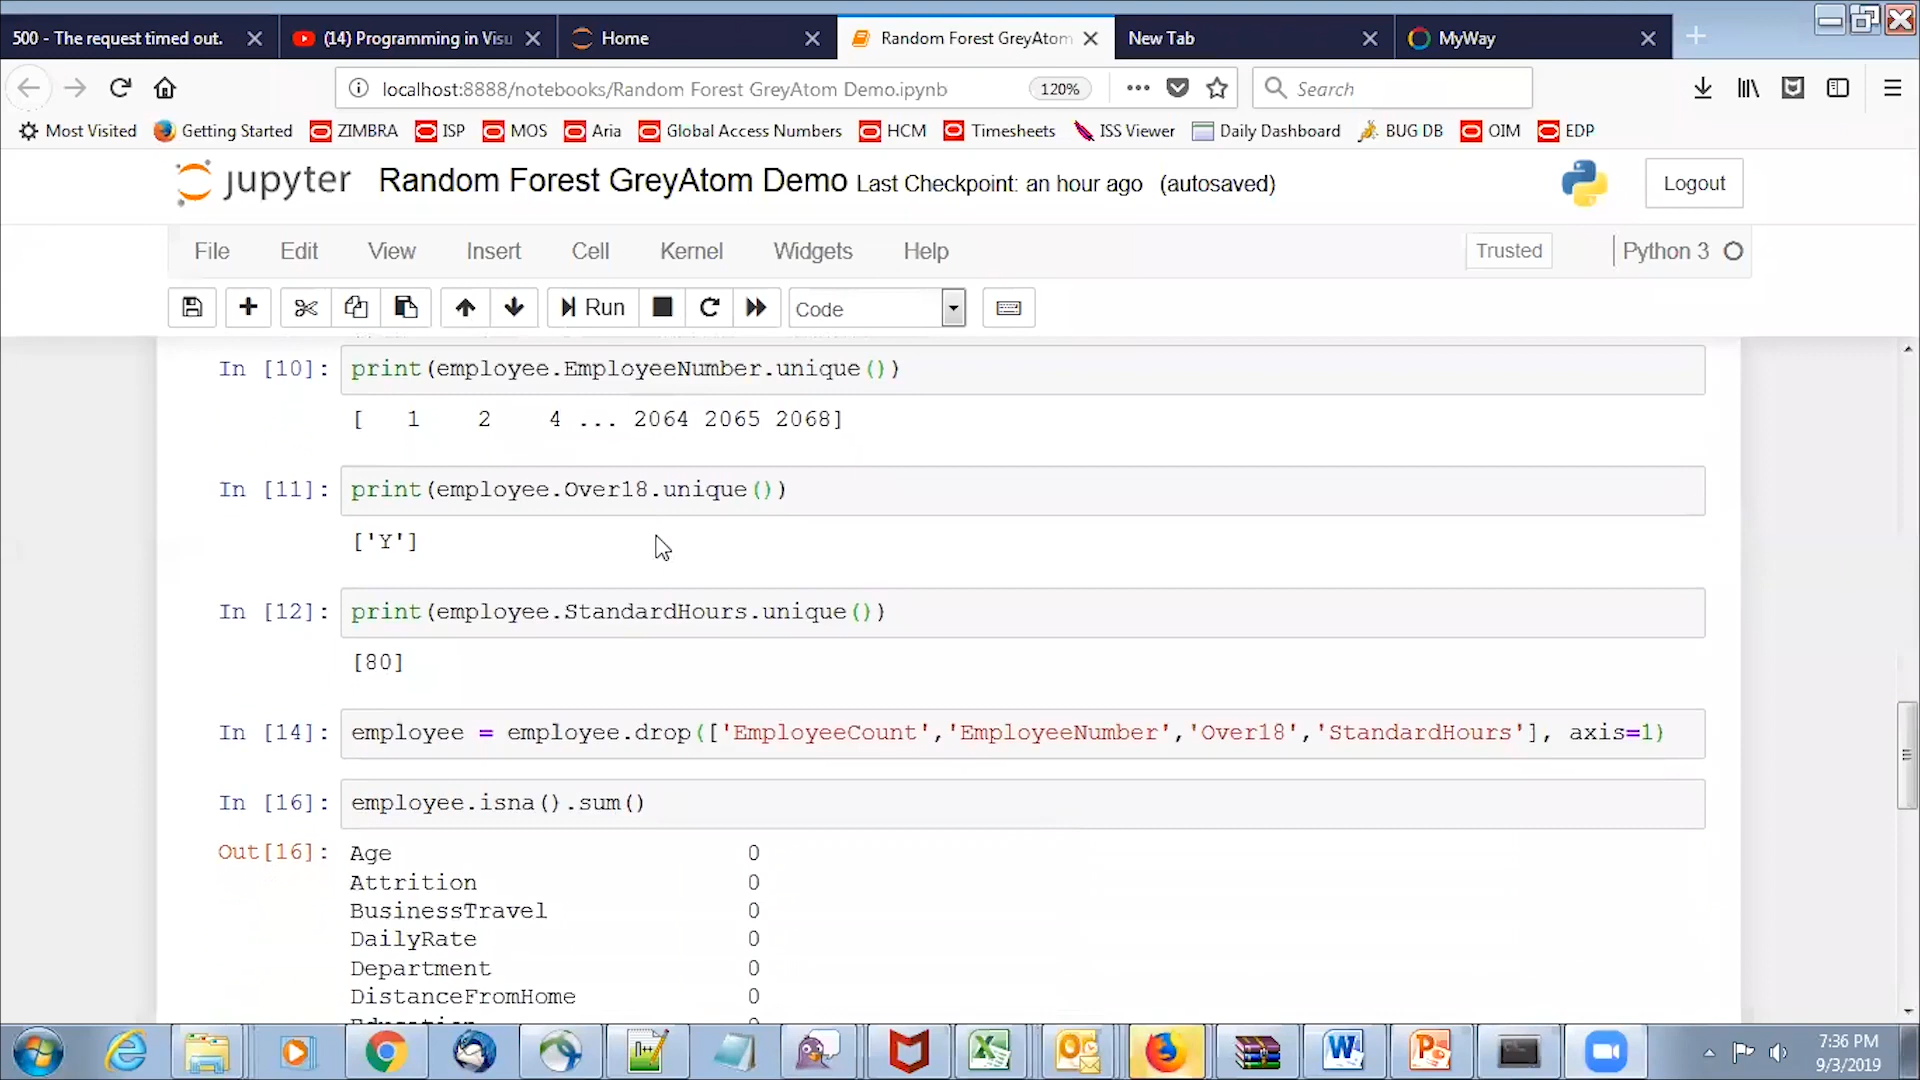 500 - The request timed out.
(14) Programming in Visu
Home
Random Forest GreyAtom
New Tab
MyWay
localhost:8888/notebooks/Random Forest GreyAtom Demo.ipynb
120%
Search
Most Visited
Getting Started
ZIMBRA
ISP
MOS
Aria
Global Access Numbers
HCM
Timesheets
ISS Viewer
Daily Dashboard
BUG DB
OIM
EDP
jupyter
Random Forest GreyAtom Demo Last Checkpoint: an hour ago (autosaved)
Logout
File Edit View Insert Cell Kernel Widgets Help
Trusted
Python 3
Run
Code
In [10]: print(employee.EmployeeNumber.unique())
[ 1 2 4 ... 2064 2065 2068]
In [11]: print(employee.Over18.unique())
['Y']
In [12]: print(employee.StandardHours.unique())
[80]
In [14]: employee = employee.drop(['EmployeeCount','EmployeeNumber','Over18','StandardHours'], axis=1)
In [16]: employee.isna().sum()
Out[16]: Age 0
Attrition 0
BusinessTravel 0
DailyRate 0
Department 0
DistanceFromHome 0
7:36 PM
9/3/2019